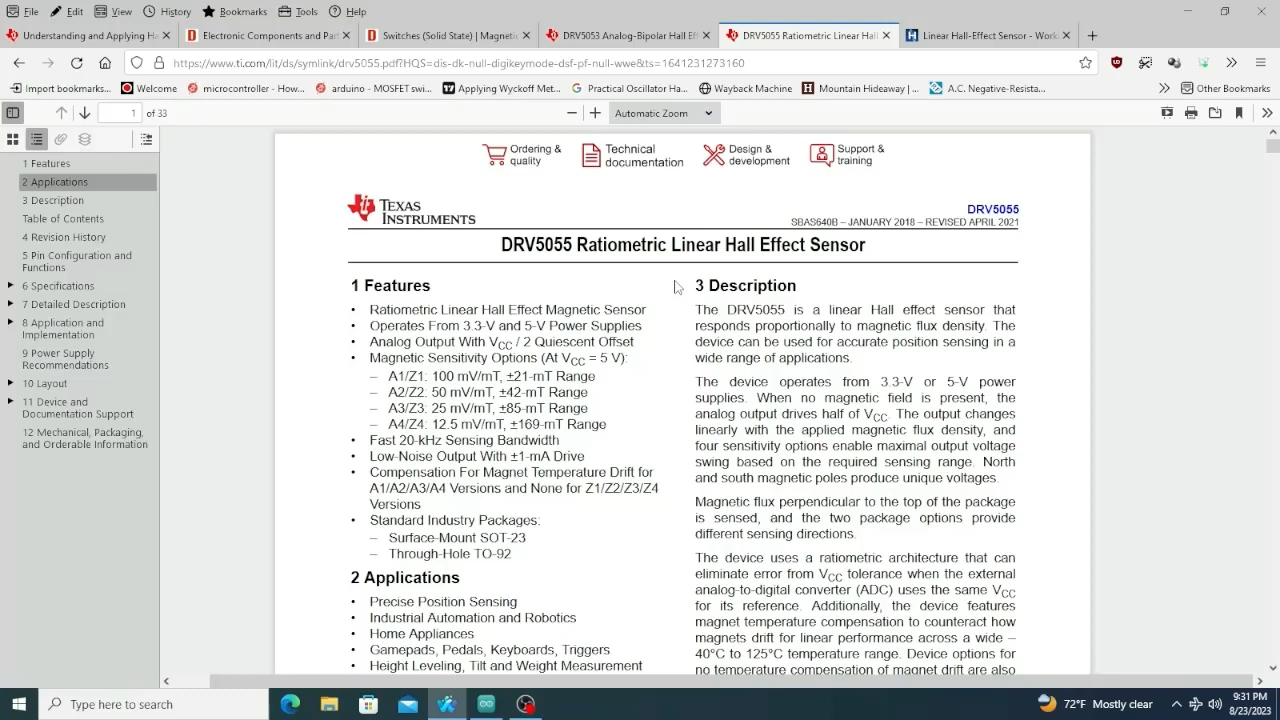 File Edit View History Bookmarks Tools Help
Understanding and Applying Ha Electronic Components and Part Switches (Solid State) | Magnetic DRV5053 Analog-Bipolar Hall Eff DRV5055 Ratiometric Linear Hall Linear Hall-Effect Sensor - Work
https://www.ti.com/lit/ds/symlink/drv5055.pdf?HQS=dis-dk-null-digikeymode-dsf-pf-null-wwe&ts=1641231273160
Import bookmarks... Welcome microcontroller - How... arduino - MOSFET swi... Applying Wyckoff Met... Practical Oscillator Ha... Wayback Machine Mountain Hideaway |... A.C. Negative-Resista... Other Bookmarks
1 of 33 Automatic Zoom
1 Features
2 Applications
3 Description
Table of Contents
4 Revision History
5 Pin Configuration and
Functions
6 Specifications
7 Detailed Description
8 Application and
Implementation
9 Power Supply
Recommendations
10 Layout
11 Device and
Documentation Support
12 Mechanical, Packaging,
and Orderable Information
Ordering &
quality
Technical
documentation
Design &
development
Support &
training
TEXAS
INSTRUMENTS
DRV5055
SBAS640B – JANUARY 2018 – REVISED APRIL 2021
DRV5055 Ratiometric Linear Hall Effect Sensor
1 Features
• Ratiometric Linear Hall Effect Magnetic Sensor
• Operates From 3.3-V and 5-V Power Supplies
• Analog Output With VCC / 2 Quiescent Offset
• Magnetic Sensitivity Options (At VCC = 5 V):
– A1/Z1: 100 mV/mT, ±21-mT Range
– A2/Z2: 50 mV/mT, ±42-mT Range
– A3/Z3: 25 mV/mT, ±85-mT Range
– A4/Z4: 12.5 mV/mT, ±169-mT Range
• Fast 20-kHz Sensing Bandwidth
• Low-Noise Output With ±1-mA Drive
• Compensation For Magnet Temperature Drift for
A1/A2/A3/A4 Versions and None for Z1/Z2/Z3/Z4
Versions
• Standard Industry Packages:
– Surface-Mount SOT-23
– Through-Hole TO-92
2 Applications
• Precise Position Sensing
• Industrial Automation and Robotics
• Home Appliances
• Gamepads, Pedals, Keyboards, Triggers
• Height Leveling, Tilt and Weight Measurement
3 Description
The DRV5055 is a linear Hall effect sensor that
responds proportionally to magnetic flux density. The
device can be used for accurate position sensing in a
wide range of applications.
The device operates from 3.3-V or 5-V power
supplies. When no magnetic field is present, the
analog output drives half of VCC. The output changes
linearly with the applied magnetic flux density, and
four sensitivity options enable maximal output voltage
swing based on the required sensing range. North
and south magnetic poles produce unique voltages.
Magnetic flux perpendicular to the top of the package
is sensed, and the two package options provide
different sensing directions.
The device uses a ratiometric architecture that can
eliminate error from VCC tolerance when the external
analog-to-digital converter (ADC) uses the same VCC
for its reference. Additionally, the device features
magnet temperature compensation to counteract how
magnets drift for linear performance across a wide –
40°C to 125°C temperature range. Device options for
no temperature compensation of magnet drift are also
Type here to search
72°F Mostly clear
9:31 PM
8/23/2023